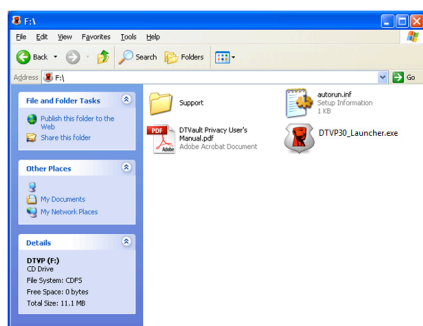 F:\
File Edit View Favorites Tools Help
Back Search Folders
Address F:\ Go
File and Folder Tasks
Publish this folder to the
Web
Share this folder
Other Places
My Documents
My Network Places
Details
DTVP (F:)
CD Drive
File System: CDFS
Free Space: 0 bytes
Total Size: 11.1 MB
Support
autorun.inf
Setup Information
1 KB
PDF
Adobe
DTVault Privacy User's
Manual.pdf
Adobe Acrobat Document
DTVP30_Launcher.exe